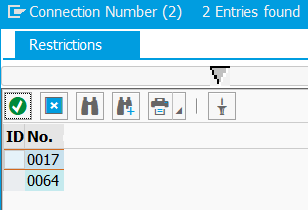 Connection Number (2) 2 Entries found
Restrictions
ID No.
0017
0064